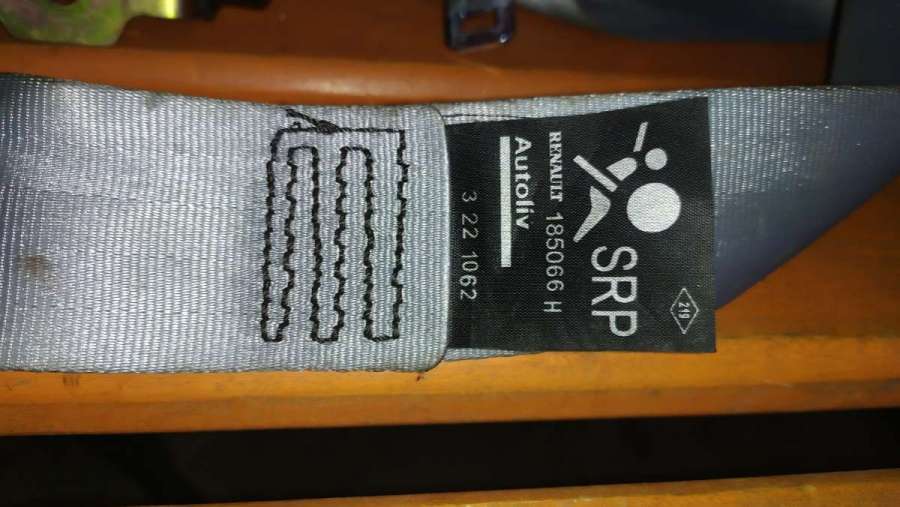 SRP
219
RENAULT 185066 H
Autoliv
3 22 1062